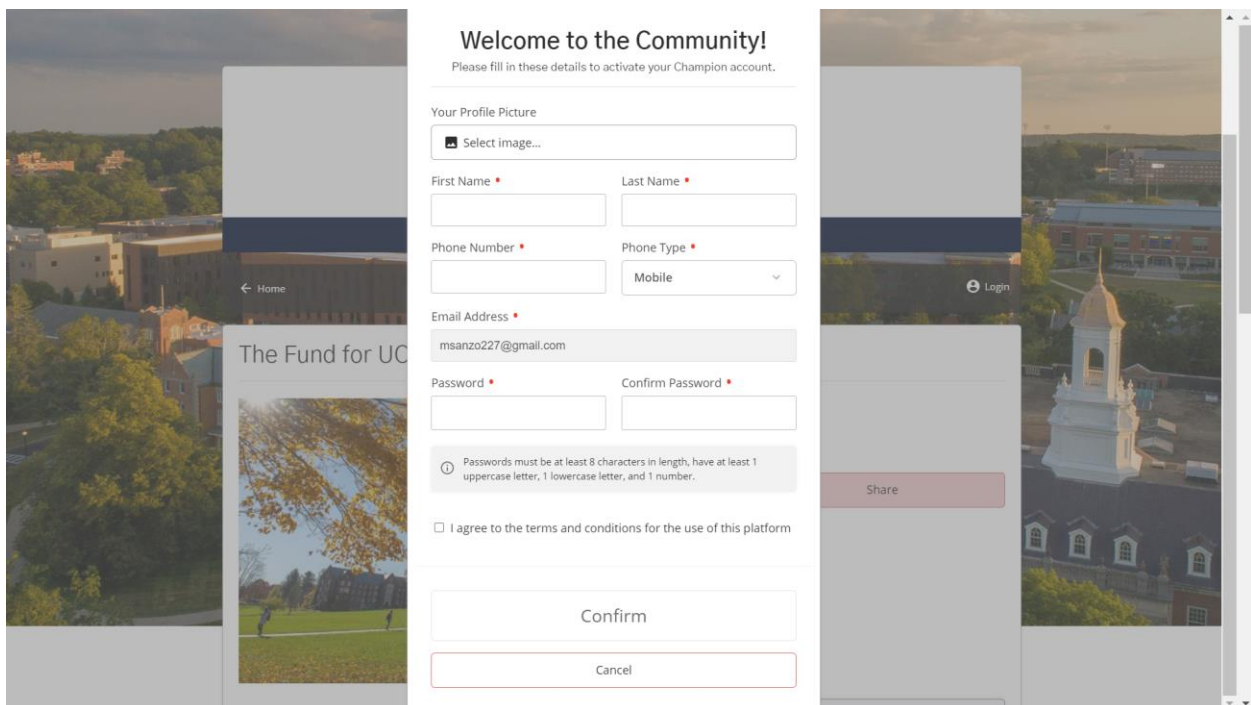 Welcome to the Community!
Please fill in these details to activate your Champion account.
Your Profile Picture
Select image...
First Name •
Last Name •
Phone Number •
Phone Type •
Mobile
← Home
Login
Email Address •
msanzo227@gmail.com
The Fund for UC
Password •
Confirm Password •
Passwords must be at least 8 characters in length, have at least 1
uppercase letter, 1 lowercase letter, and 1 number.
Share
I agree to the terms and conditions for the use of this platform
Confirm
Cancel